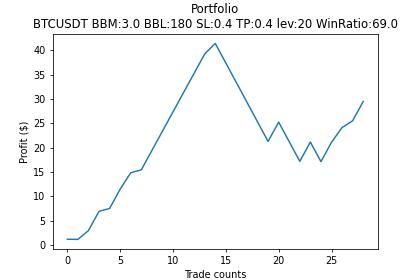 Portfolio
BTCUSDT BBM:3.0 BBL:180 SL:0.4 TP:0.4 lev:20 WinRatio:69.0
40
35
30
25
20
15
10
5
0
Profit ($)
0 5 10 15 20 25
Trade counts